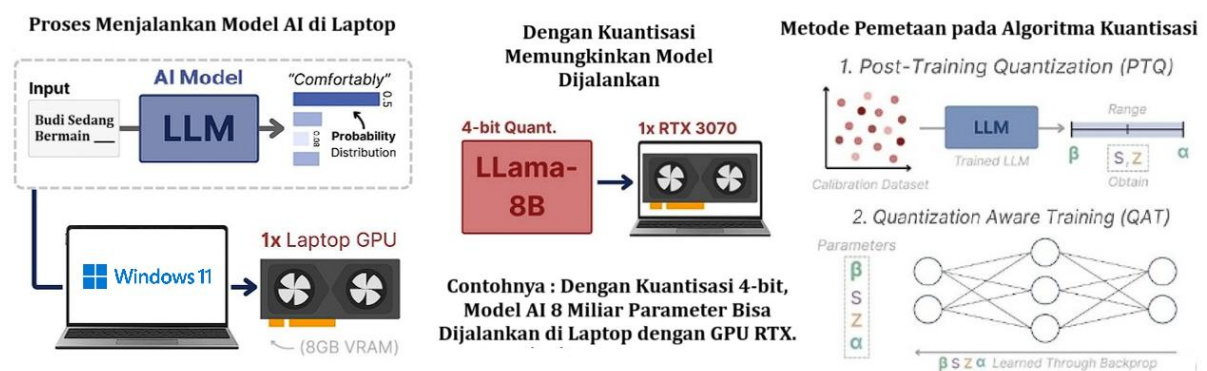 Proses Menjalankan Model AI di Laptop
Input
AI Model
"Comfortably"
Budi Sedang
Bermain ___
LLM
0.5
0.08
Probability
Distribution
Windows 11
1x Laptop GPU
(8GB VRAM)
Dengan Kuantisasi
Memungkinkan Model
Dijalankan
4-bit Quant.
1x RTX 3070
LLama-
8B
Contohnya : Dengan Kuantisasi 4-bit,
Model AI 8 Miliar Parameter Bisa
Dijalankan di Laptop dengan GPU RTX.
Metode Pemetaan pada Algoritma Kuantisasi
1. Post-Training Quantization (PTQ)
Range
LLM
β
S, Z
α
Calibration Dataset
Trained LLM
Obtain
2. Quantization Aware Training (QAT)
Parameters
β
S
Z
α
β S Z α Learned Through Backprop